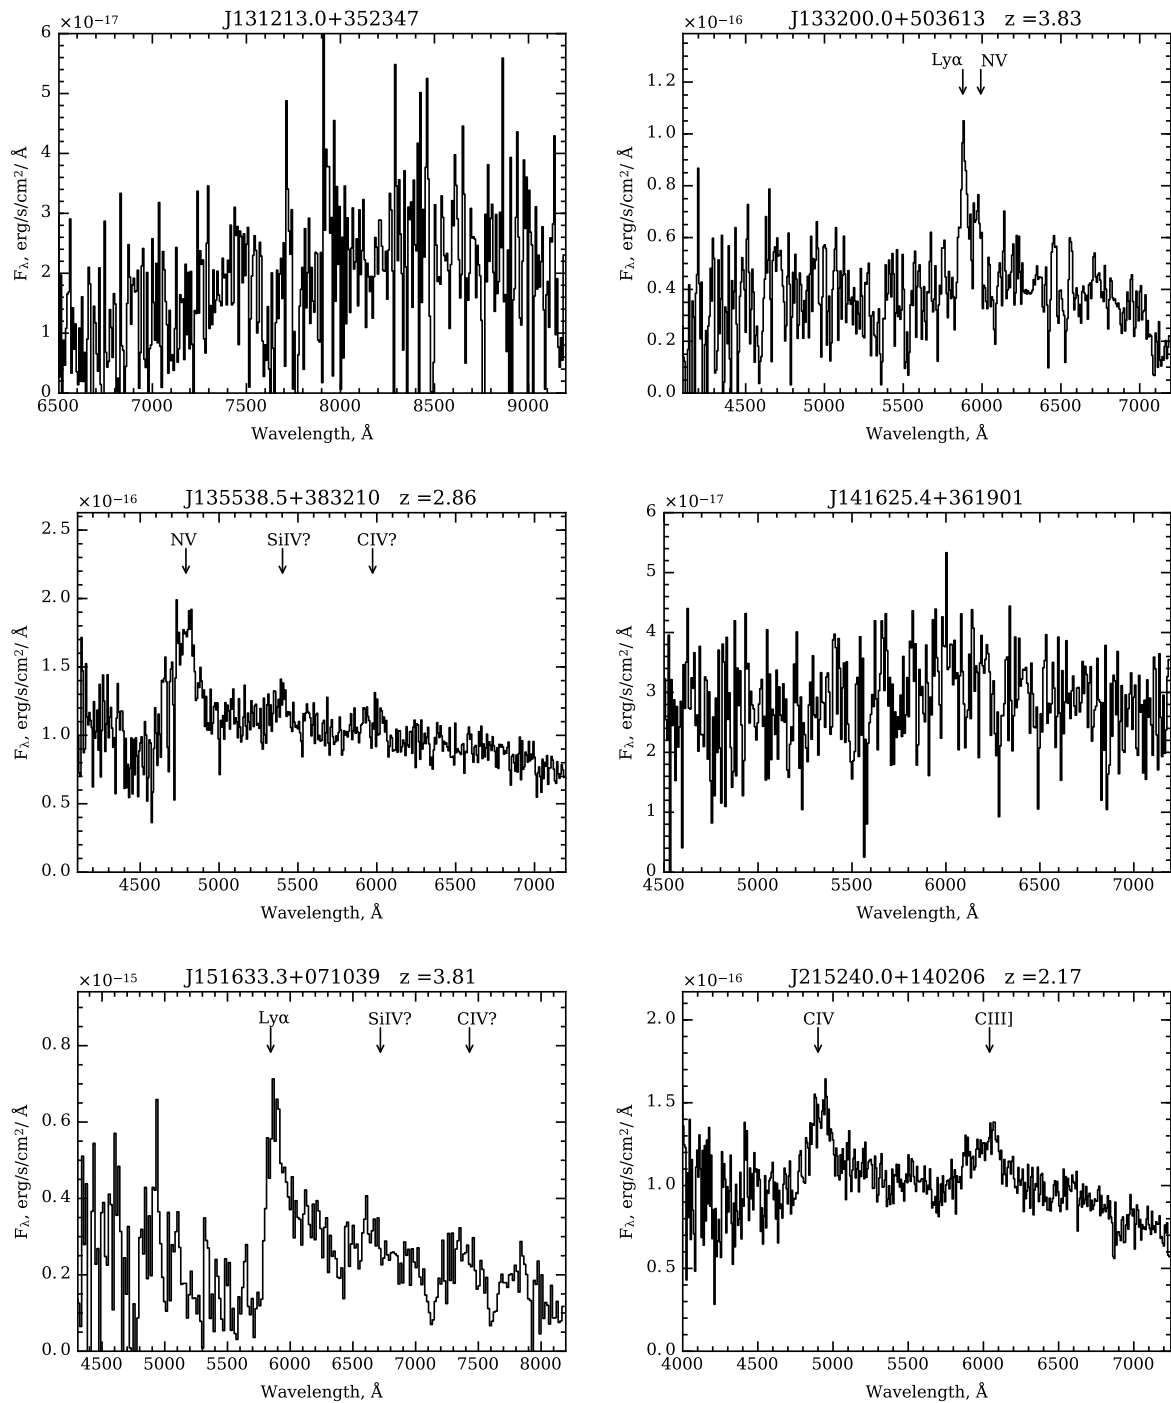 J131213.0+352347
×10⁻¹⁷
6
5
4
3
2
1
0
F_λ, erg/s/cm²/ Å
6500 7000 7500 8000 8500 9000
Wavelength, Å
J133200.0+503613 z =3.83
×10⁻¹⁶
Lyα NV
1.2
1.0
0.8
0.6
0.4
0.2
0.0
F_λ, erg/s/cm²/ Å
4500 5000 5500 6000 6500 7000
Wavelength, Å
J135538.5+383210 z =2.86
×10⁻¹⁶
NV SiIV? CIV?
2.5
2.0
1.5
1.0
0.5
0.0
F_λ, erg/s/cm²/ Å
4500 5000 5500 6000 6500 7000
Wavelength, Å
J141625.4+361901
×10⁻¹⁷
6
5
4
3
2
1
0
F_λ, erg/s/cm²/ Å
4500 5000 5500 6000 6500 7000
Wavelength, Å
J151633.3+071039 z =3.81
×10⁻¹⁵
Lyα SiIV? CIV?
0.8
0.6
0.4
0.2
0.0
F_λ, erg/s/cm²/ Å
4500 5000 5500 6000 6500 7000 7500 8000
Wavelength, Å
J215240.0+140206 z =2.17
×10⁻¹⁶
CIV CIII]
2.0
1.5
1.0
0.5
0.0
F_λ, erg/s/cm²/ Å
4000 4500 5000 5500 6000 6500 7000
Wavelength, Å